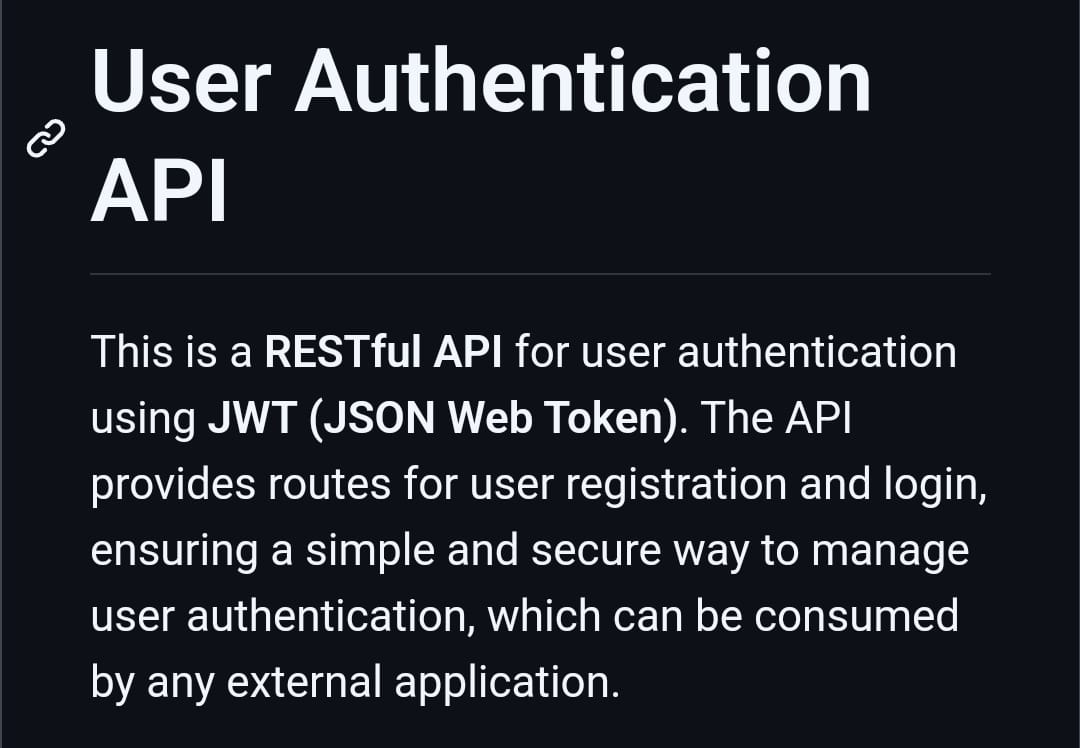 User Authentication
API
This is a RESTful API for user authentication
using JWT (JSON Web Token). The API
provides routes for user registration and login,
ensuring a simple and secure way to manage
user authentication, which can be consumed
by any external application.